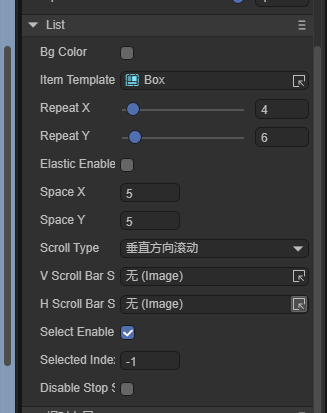 List
Bg Color
Item Template
Box
Repeat X
4
Repeat Y
6
Elastic Enable
Space X
5
Space Y
5
Scroll Type
垂直方向滚动
V Scroll Bar S
无 (Image)
H Scroll Bar S
无 (Image)
Select Enable
Selected Inde
-1
Disable Stop S